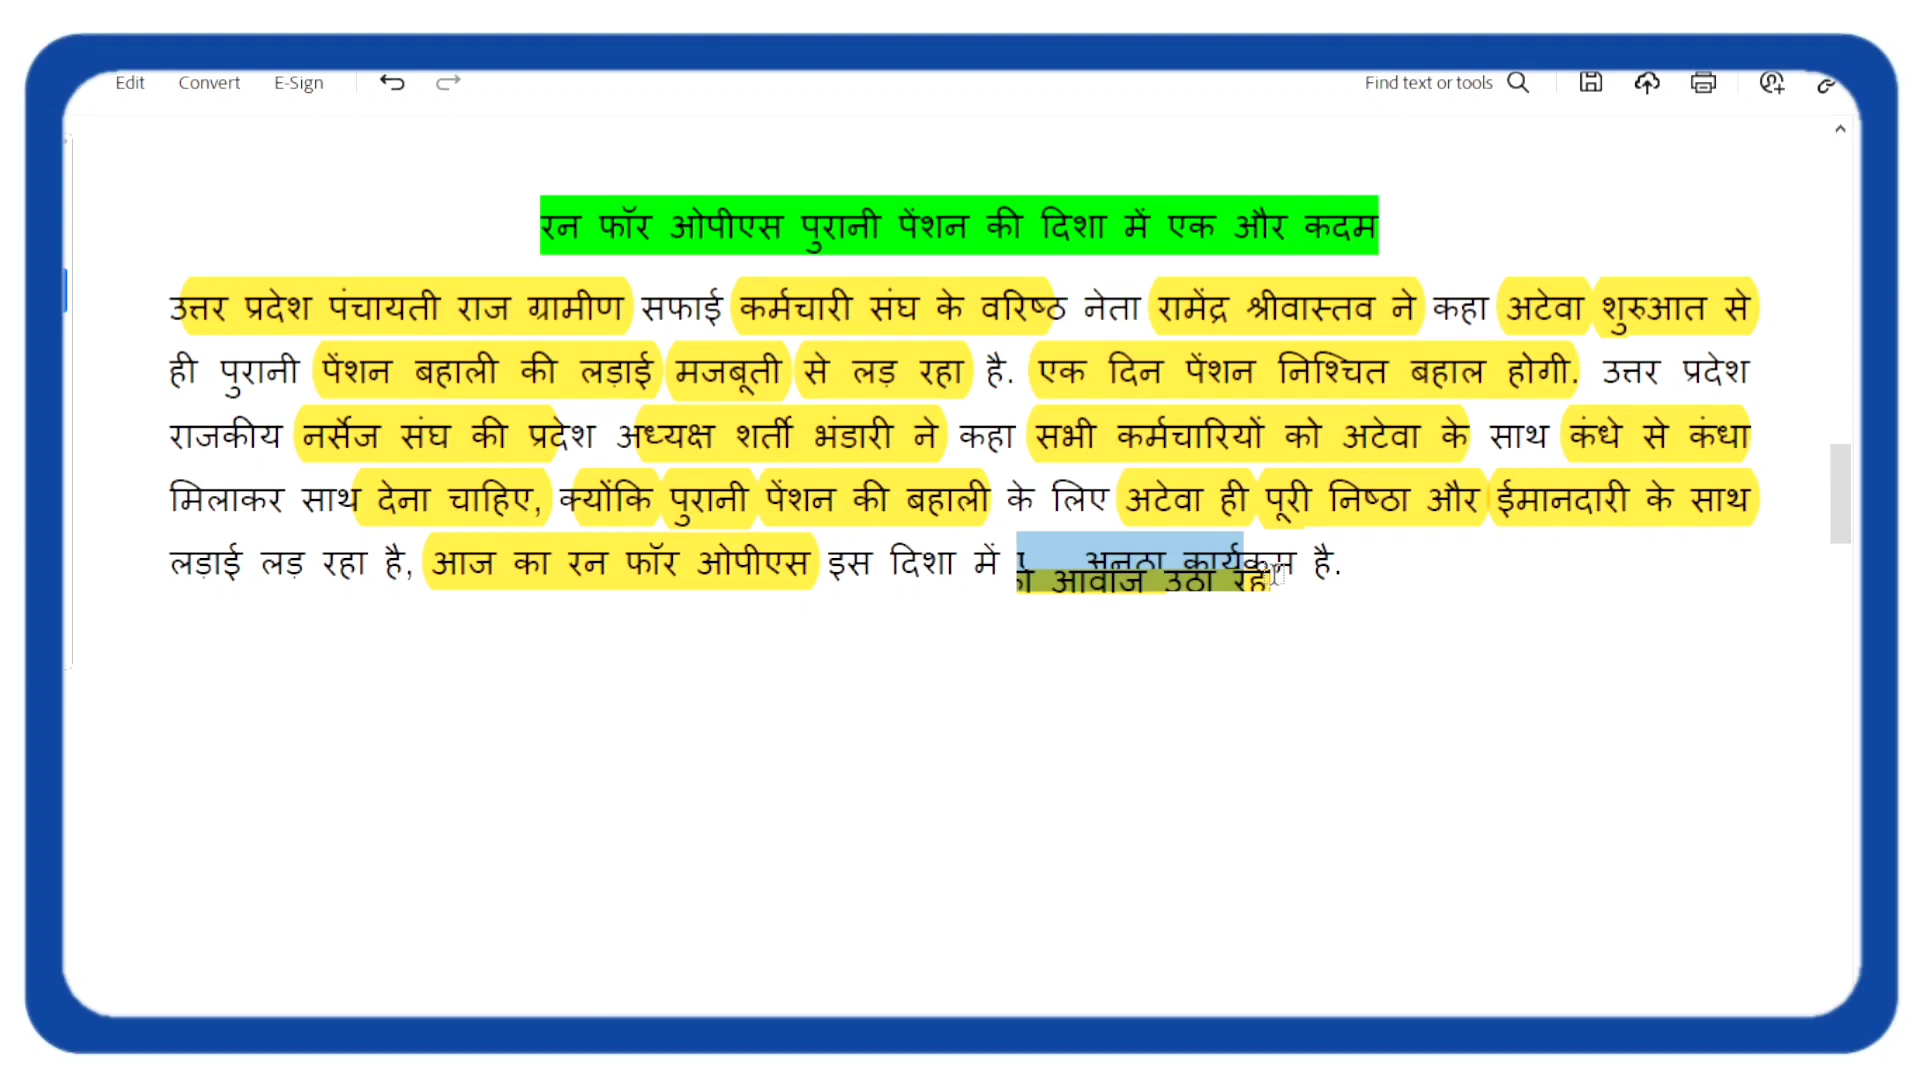 Edit Convert E-Sign Find text or tools
रन फॉर ओपीएस पुरानी पेंशन की दिशा में एक और कदम
उत्तर प्रदेश पंचायती राज ग्रामीण सफाई कर्मचारी संघ के वरिष्ठ नेता रामेंद्र श्रीवास्तव ने कहा अटेवा शुरुआत से
ही पुरानी पेंशन बहाली की लड़ाई मजबूती से लड़ रहा है. एक दिन पेंशन निश्चित बहाल होगी. उत्तर प्रदेश
राजकीय नर्सेज संघ की प्रदेश अध्यक्ष शर्ती भंडारी ने कहा सभी कर्मचारियों को अटेवा के साथ कंधे से कंधा
मिलाकर साथ देना चाहिए, क्योंकि पुरानी पेंशन की बहाली के लिए अटेवा ही पूरी निष्ठा और ईमानदारी के साथ
लड़ाई लड़ रहा है, आज का रन फॉर ओपीएस इस दिशा में कार्यक्रम है.
आवाज उठा